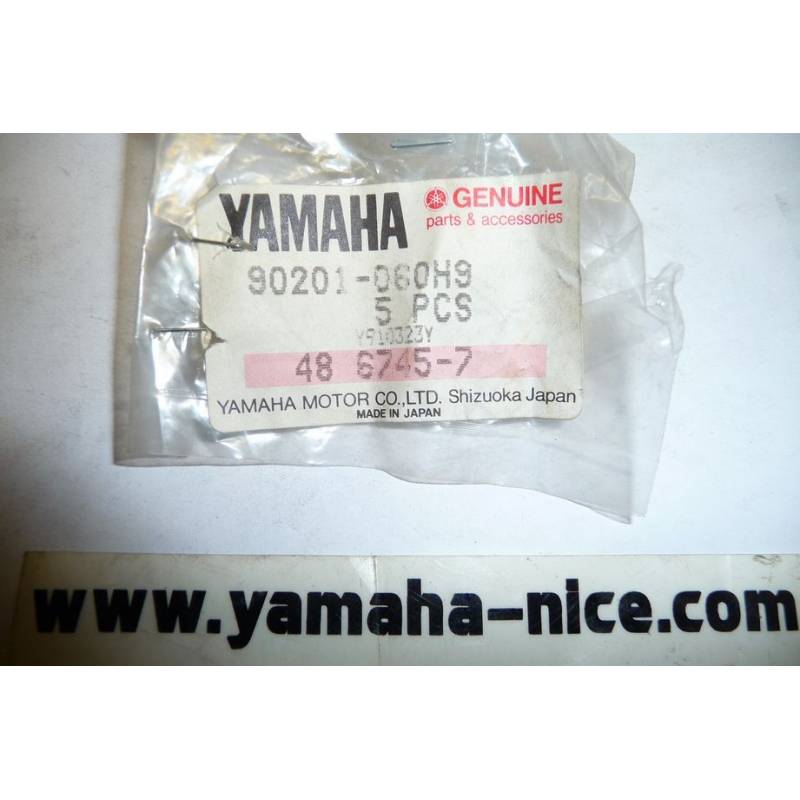 YAMAHA
GENUINE
parts & accessories
90201-060H9
5 PCS
Y910323Y
48 6745-7
YAMAHA MOTOR CO.,LTD. Shizuoka Japan
MADE IN JAPAN
www.yamaha-nice.com